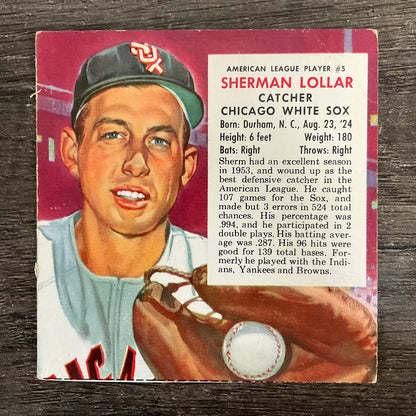 AMERICAN LEAGUE PLAYER #5
SHERMAN LOLLAR
CATCHER
CHICAGO WHITE SOX
Born: Durham, N. C., Aug. 23, '24
Height: 6 feet Weight: 180
Bats: Right Throws: Right
Sherm had an excellent season
in 1953, and wound up as the
best defensive catcher in the
American League. He caught
107 games for the Sox, and
made but 3 errors in 524 total
chances. His percentage was
.994, and he participated in 2
double plays. His batting aver-
age was .287. His 96 hits were
good for 139 total bases. For-
merly he played with the Indi-
ans, Yankees and Browns.
SOX